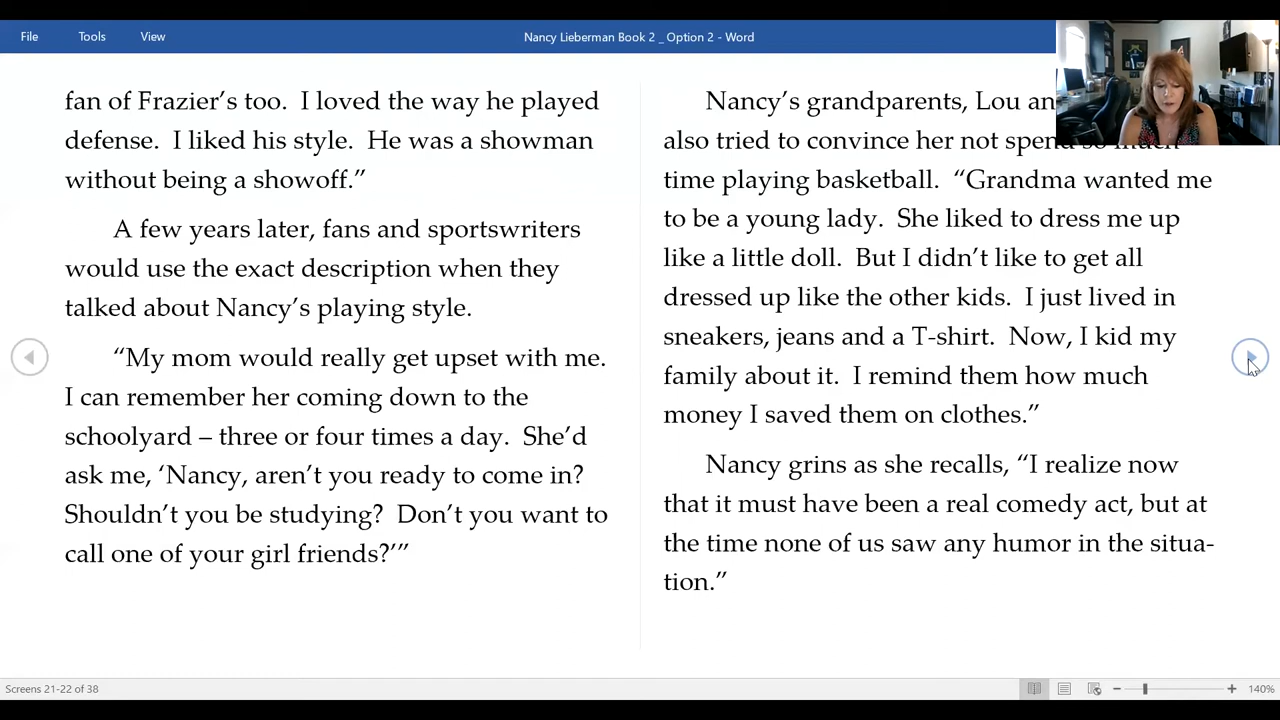 File Tools View Nancy Lieberman Book 2 _ Option 2 - Word
fan of Frazier’s too.  I loved the way he played
defense.  I liked his style.  He was a showman
without being a showoff.”
A few years later, fans and sportswriters
would use the exact description when they
talked about Nancy’s playing style.
“My mom would really get upset with me.
I can remember her coming down to the
schoolyard – three or four times a day.  She’d
ask me, ‘Nancy, aren’t you ready to come in?
Shouldn’t you be studying?  Don’t you want to
call one of your girl friends?’”
Nancy’s grandparents, Lou an
also tried to convince her not spend so much
time playing basketball.  “Grandma wanted me
to be a young lady.  She liked to dress me up
like a little doll.  But I didn’t like to get all
dressed up like the other kids.  I just lived in
sneakers, jeans and a T-shirt.  Now, I kid my
family about it.  I remind them how much
money I saved them on clothes.”
Nancy grins as she recalls, “I realize now
that it must have been a real comedy act, but at
the time none of us saw any humor in the situa-
tion.”
Screens 21-22 of 38 140%